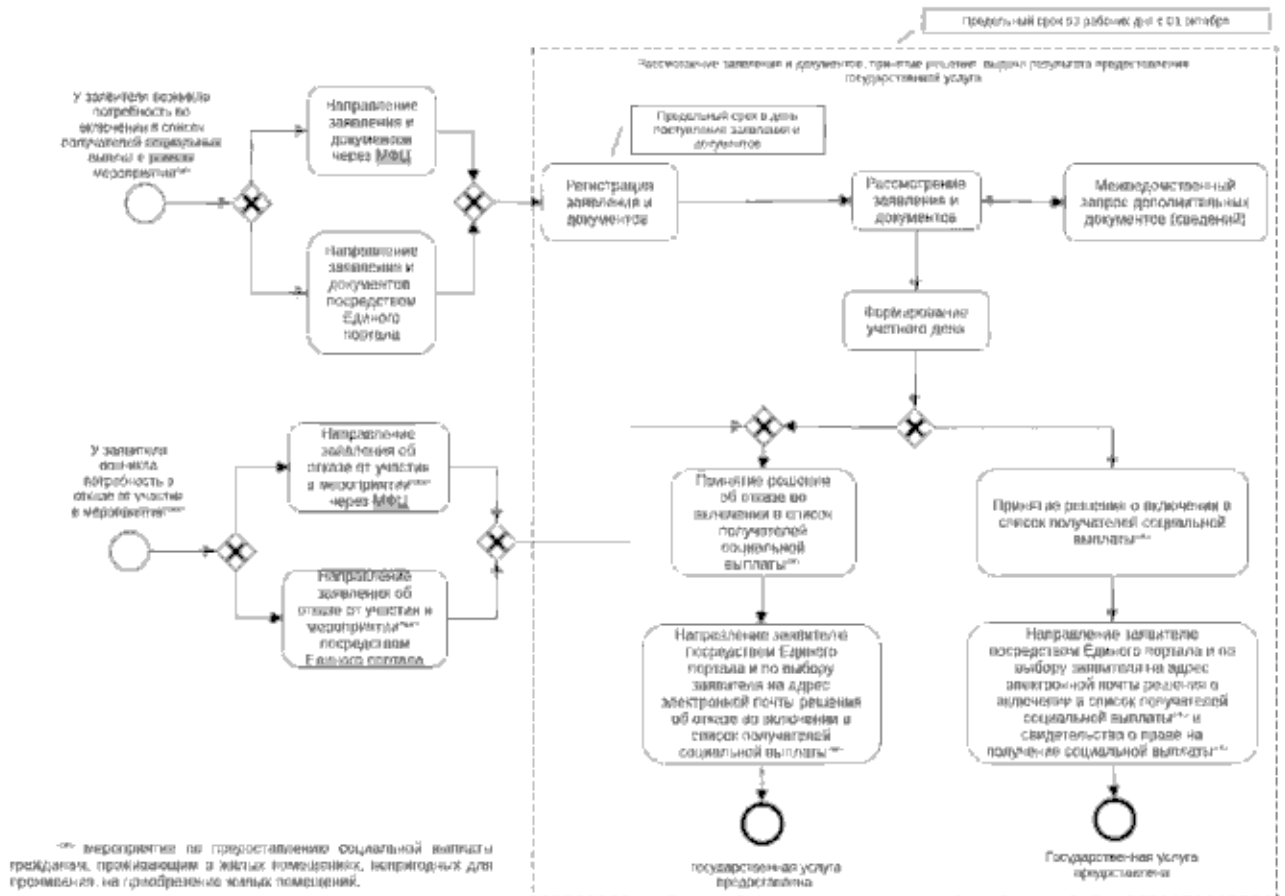 Предельный срок 53 рабочих дня с 01 октября
Рассмотрение заявления и документов, принятие решения, выдача результата предоставления
государственной услуги
У заявителя возникла
потребность во
включении в список
получателей социальных
выплат в рамках
мероприятия
Направление
заявления и
документов
через МФЦ
Предельный срок в день
поступления заявления и
документов
Регистрация
заявления и
документов
Рассмотрение
заявления и
документов
Межведомственный
запрос дополнительных
документов (сведений)
Направление
заявления и
документов
посредством
Единого
портала
Формирование
учетного дела
У заявителя
возникла
потребность в
отказе от участия
в мероприятии
Направление
заявления об
отказе от участия
в мероприятии
через МФЦ
Направление
заявления об
отказе от участия в
мероприятии
посредством
Единого портала
Принятие решения
об отказе во
включении в список
получателей
социальной
выплаты
Принятие решения о включении в
список получателей социальной
выплаты
Направление заявителю
посредством Единого
портала и по выбору
заявителя на адрес
электронной почты решения
об отказе во включении в
список получателей
социальной выплаты
Направление заявителю
посредством Единого портала и по
выбору заявителя на адрес
электронной почты решения о
включении в список получателей
социальной выплаты и
свидетельства о праве на
получение социальной выплаты
государственная услуга
предоставлена
Государственная услуга
предоставлена
мероприятие по предоставлению социальной выплаты
гражданам, проживающим в жилых помещениях, непригодных для
проживания, на приобретение жилых помещений.